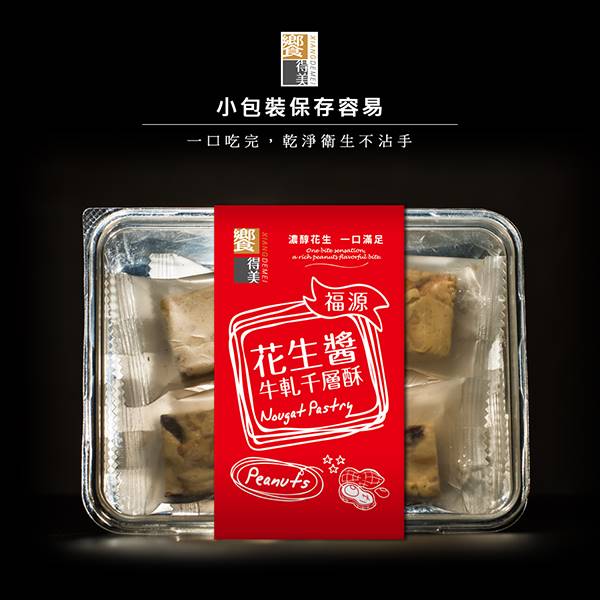 饗
得美
XIANGDEMEI
小包裝保存容易
一口吃完，乾淨衛生不沾手
饗
得美
XIANGDEMEI
濃醇花生 一口滿足
One bite sensation,
a rich peanuts flavorful bite.
福源
花生醬
牛軋千層酥
Nougat Pastry
Peanuts